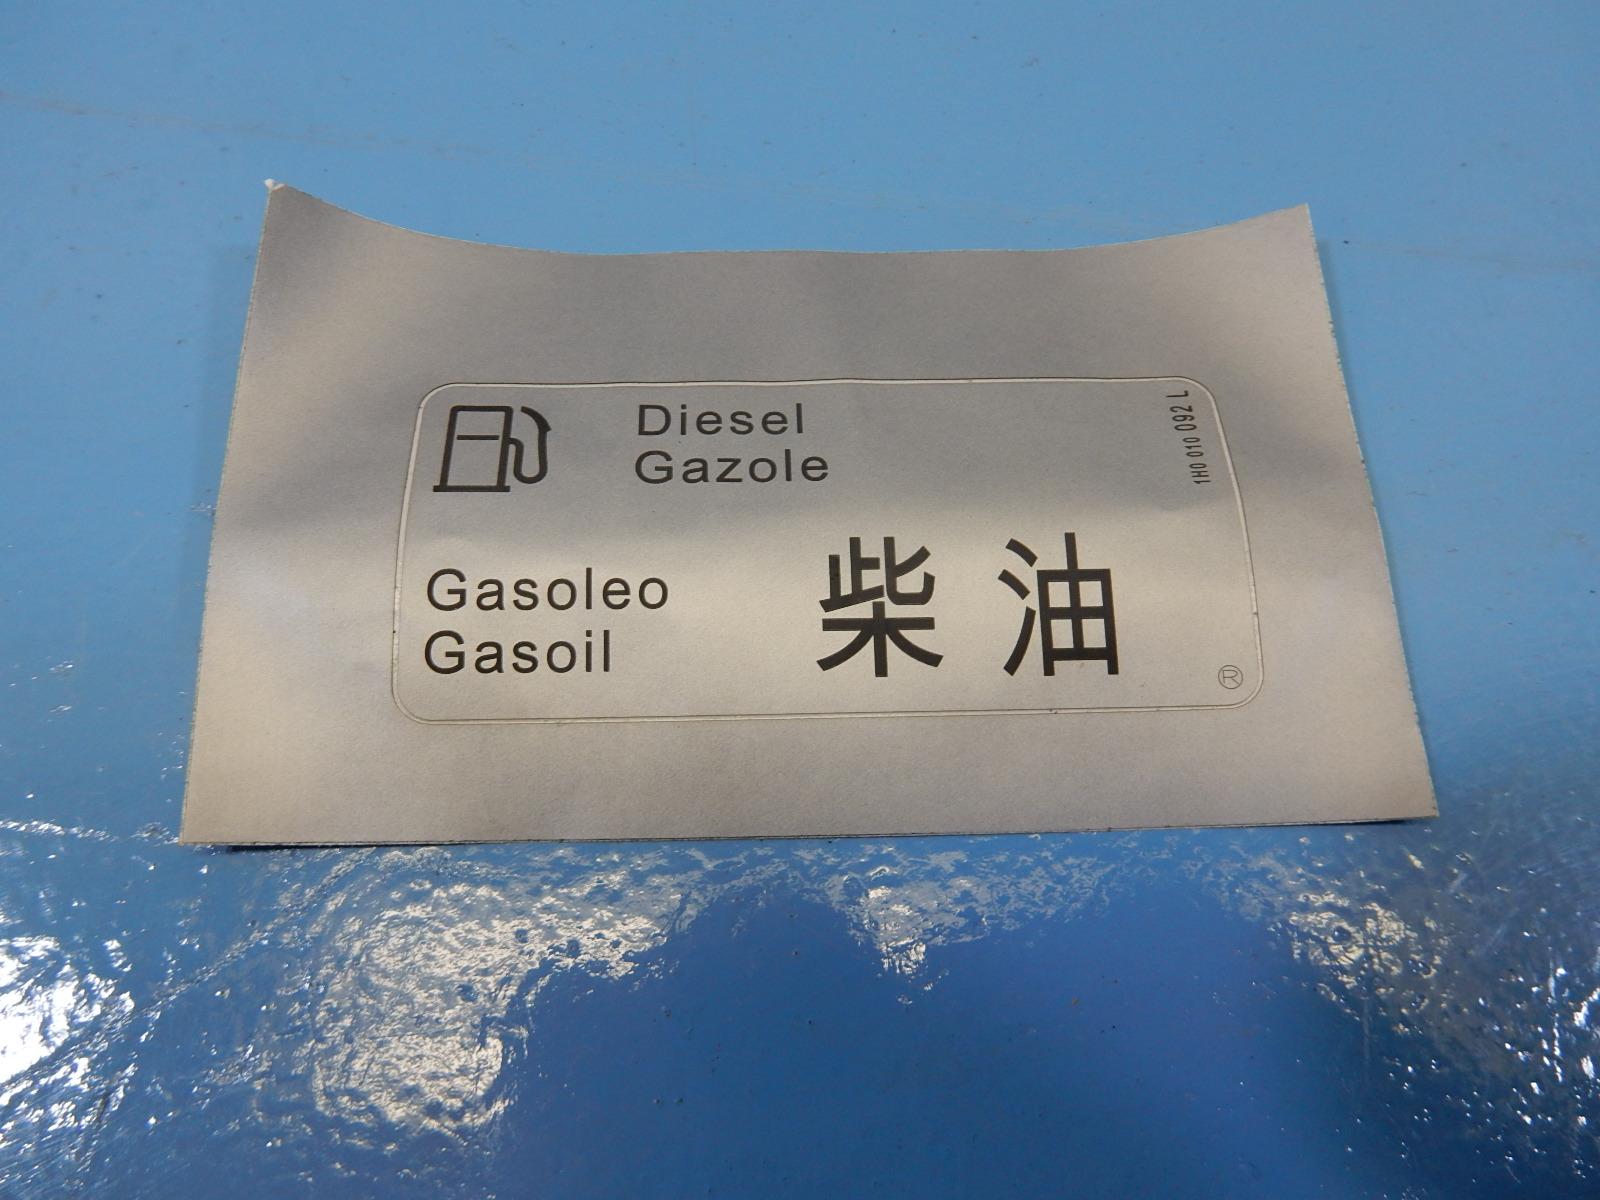 Diesel
Gazole
1H0 010 092 L
Gasoleo
Gasoil
柴油
®